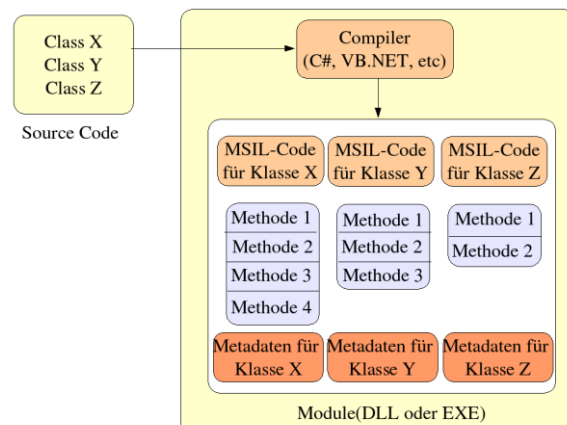 Class X
Class Y
Class Z
Source Code
Compiler
(C#, VB.NET, etc)
MSIL-Code
für Klasse X
MSIL-Code
für Klasse Y
MSIL-Code
für Klasse Z
Methode 1
Methode 2
Methode 3
Methode 4
Methode 1
Methode 2
Methode 3
Methode 1
Methode 2
Metadaten für
Klasse X
Metadaten für
Klasse Y
Metadaten für
Klasse Z
Module(DLL oder EXE)